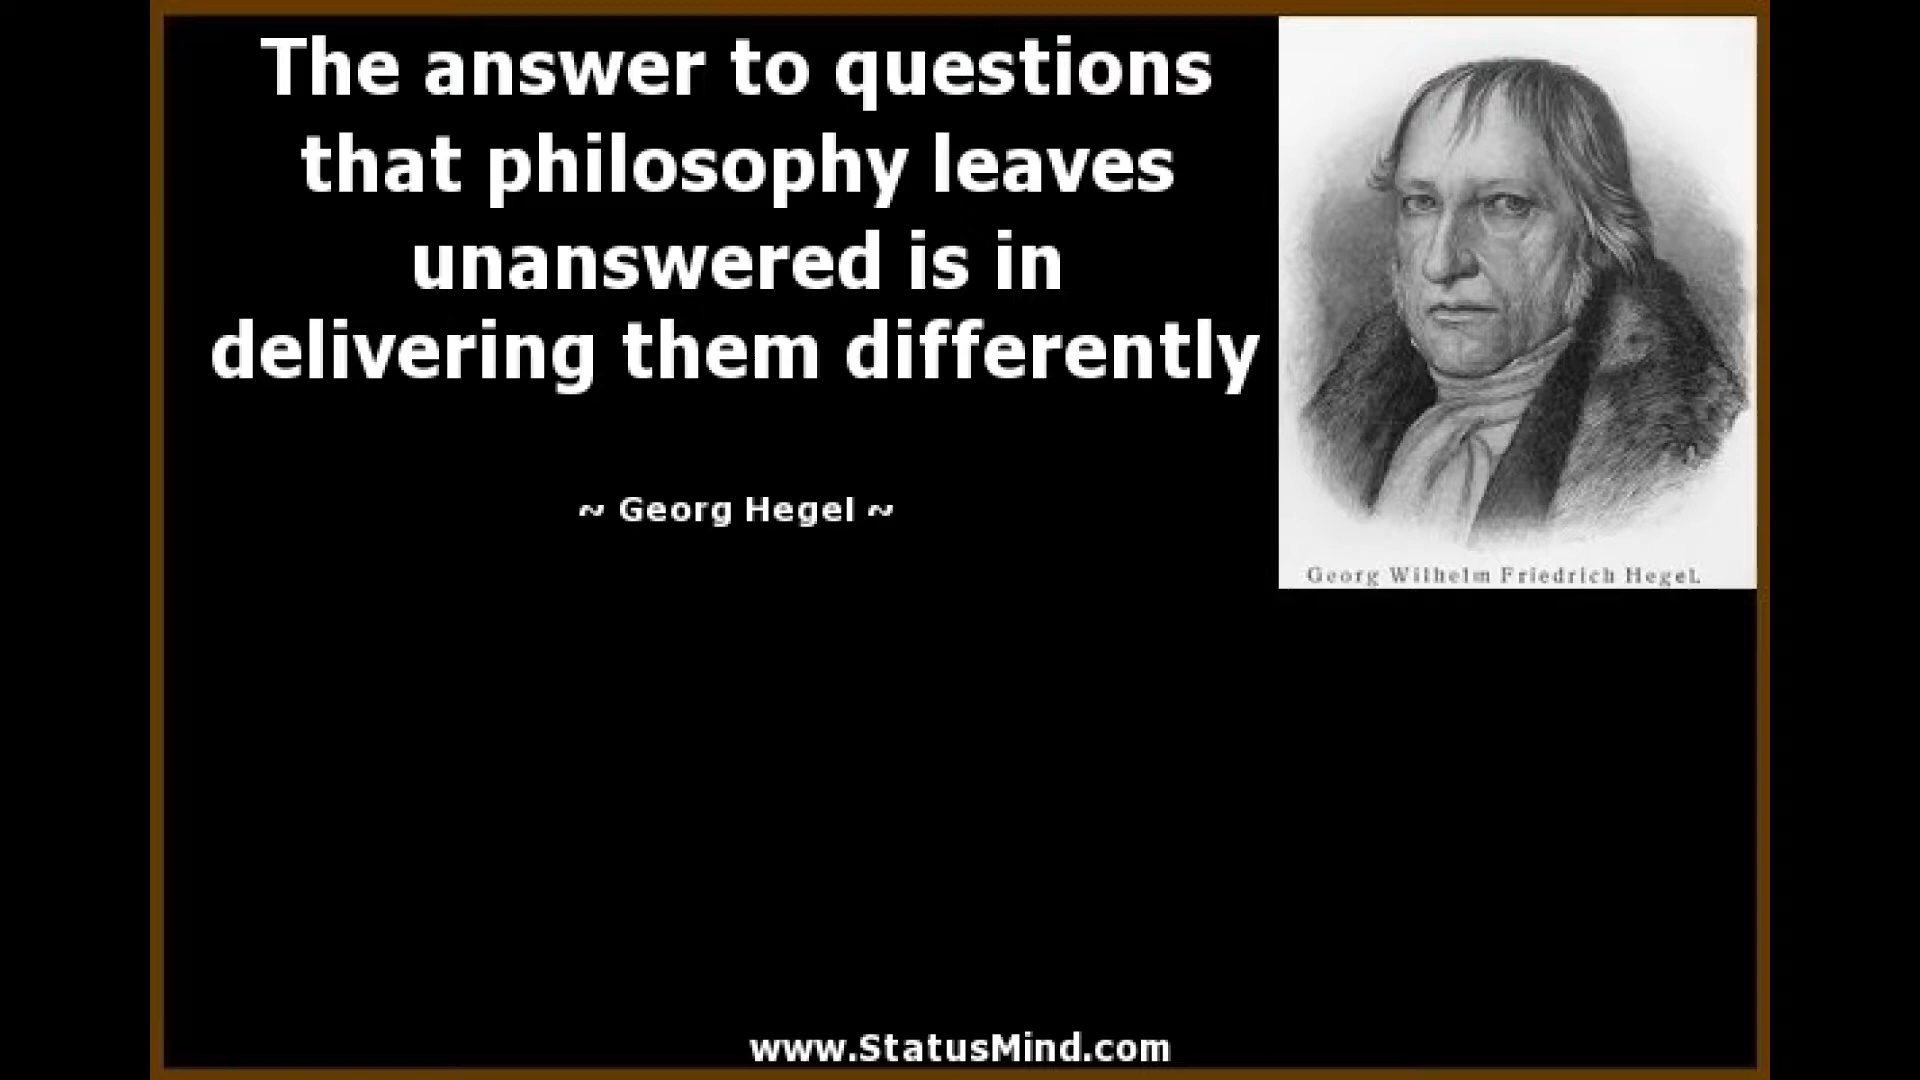 The answer to questions
that philosophy leaves
unanswered is in
delivering them differently
~ Georg Hegel ~
Georg Wilhelm Friedrich Hegel.
www.StatusMind.com